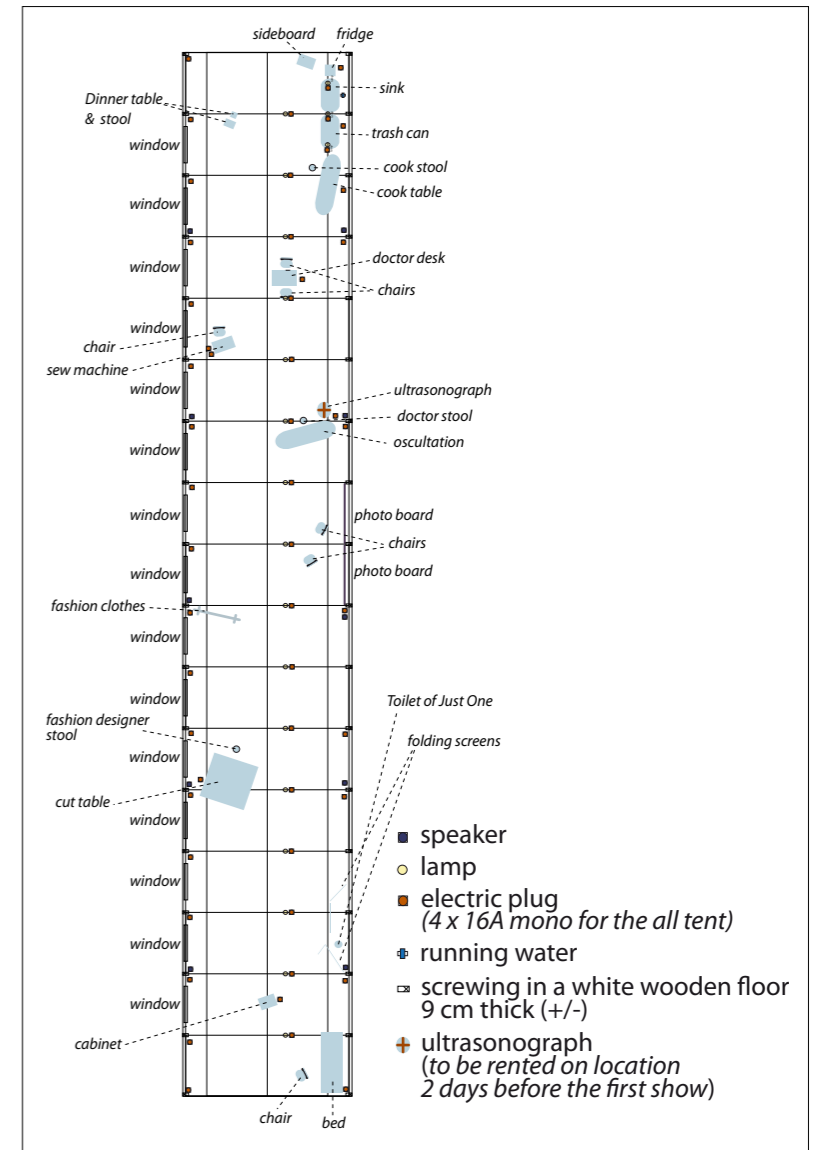 sideboard
fridge
sink
Dinner table
& stool
trash can
window
cook stool
cook table
window
window
doctor desk
chairs
window
chair
sew machine
window
ultrasonograph
doctor stool
oscultation
window
window
photo board
chairs
window
photo board
fashion clothes
window
window
Toilet of Just One
fashion designer
stool
folding screens
window
cut table
window
speaker
lamp
window
electric plug
(4 x 16A mono for the all tent)
window
running water
screwing in a white wooden floor
9 cm thick (+/-)
window
cabinet
ultrasonograph
(to be rented on location
2 days before the first show)
chair
bed